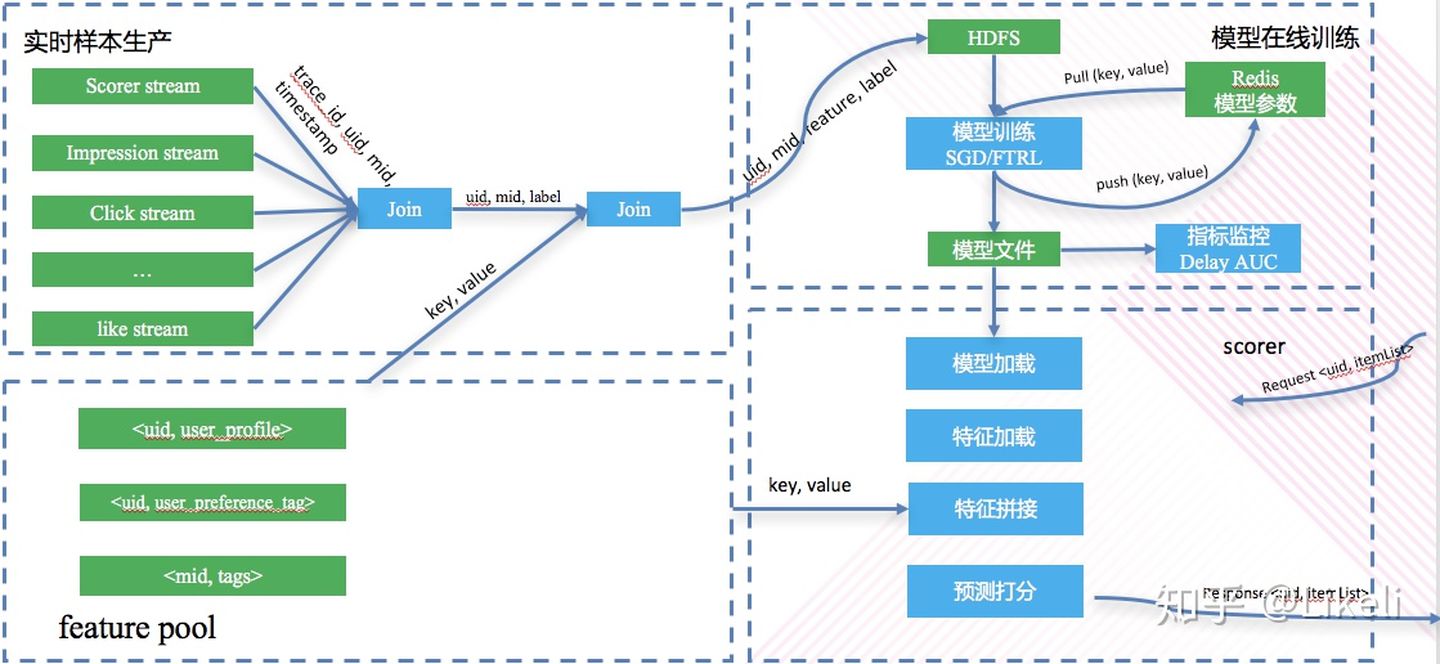 实时样本生产
Scorer stream
Impression stream
Click stream
...
like stream
trace_id, uid, mid,
timestamp
Join
uid, mid, label
Join
key, value
uid, mid, feature, label
模型在线训练
HDFS
Pull (key, value)
Redis
模型参数
模型训练
SGD/FTRL
push (key, value)
模型文件
指标监控
Delay AUC
<uid, user_profile>
<uid, user_preference_tag>
<mid, tags>
feature pool
key, value
scorer
Request <uid, itemList>
模型加载
特征加载
特征拼接
预测打分
Response <uid, item List>
知乎 @Likeli